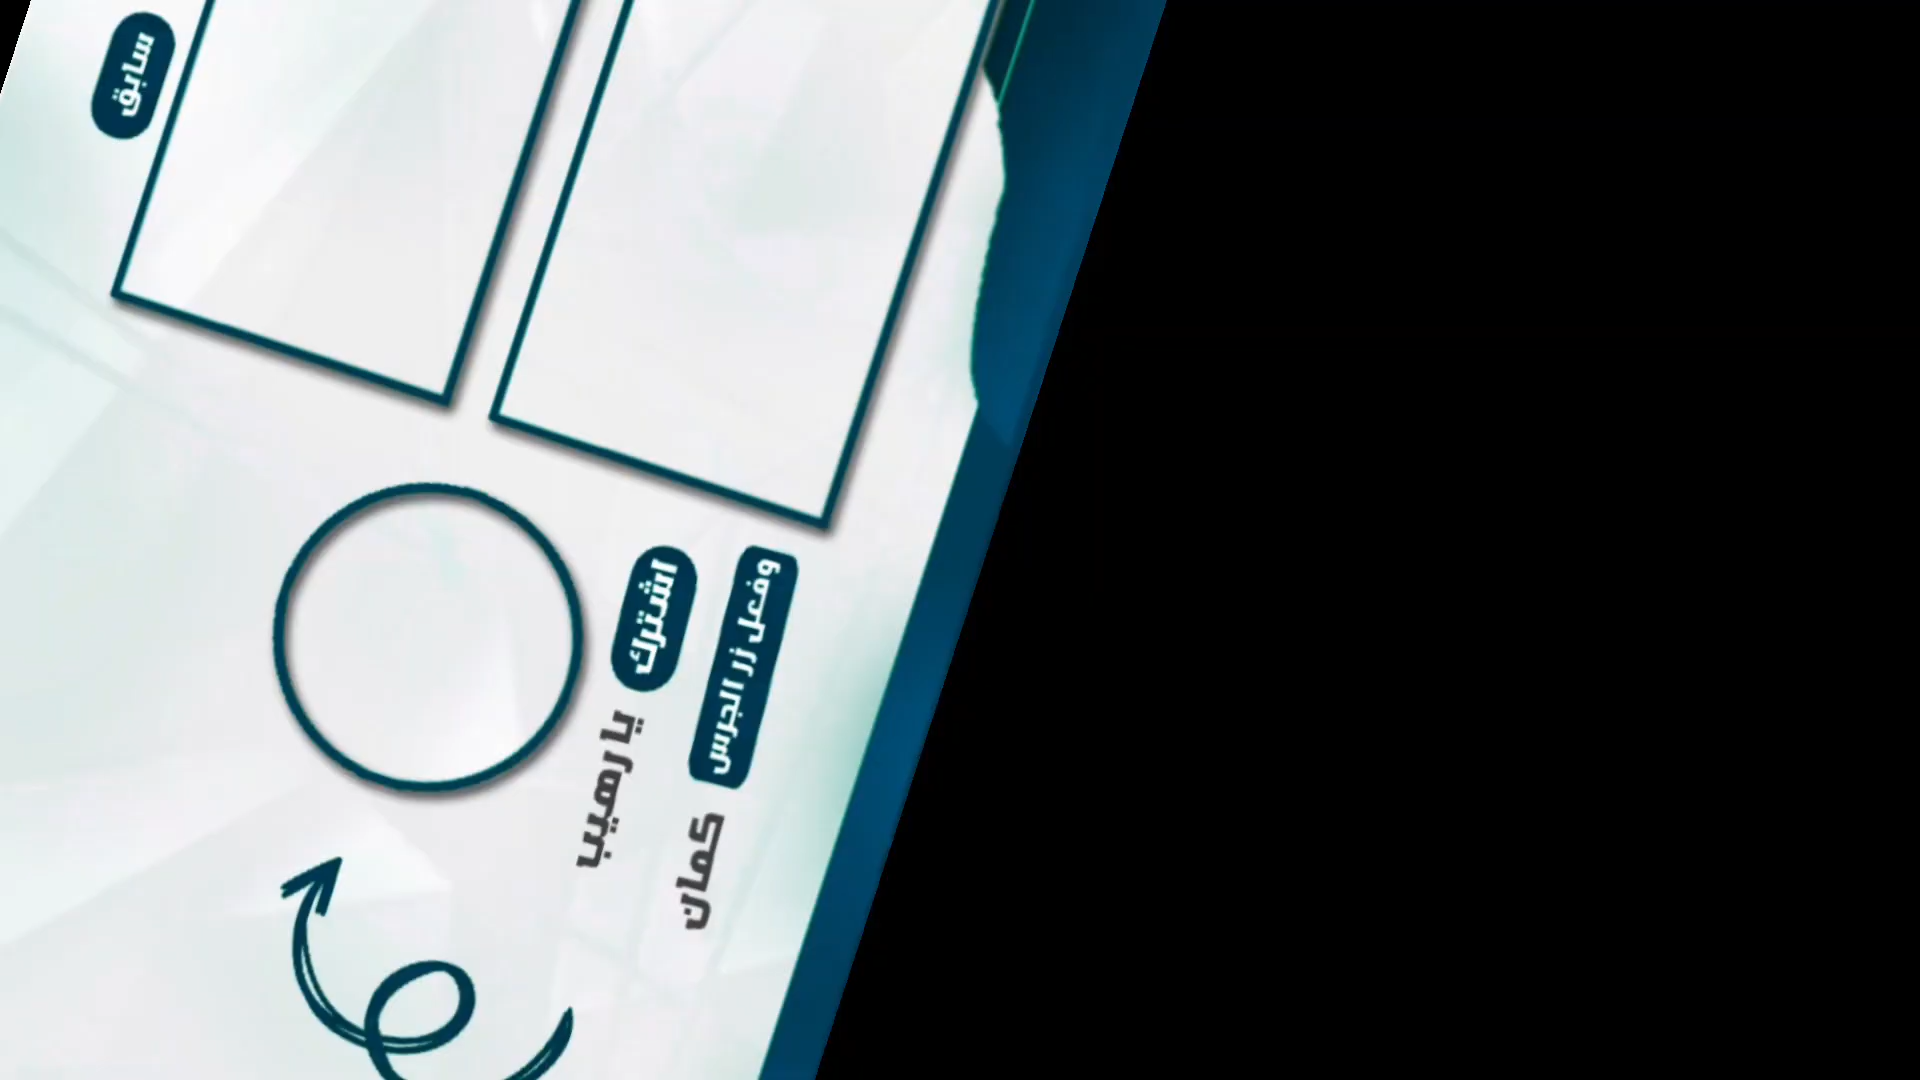 سابق
اشترك
يا رهيب
وفعل زر الجرس
كمان